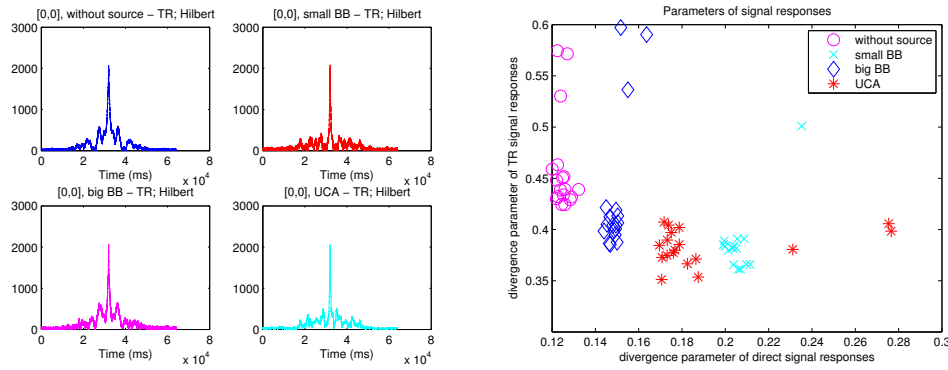 [0,0], without source − TR; Hilbert
3000
2000
1000
0
0 2 4 6 8
Time (ms)
x 10^4
[0,0], small BB − TR; Hilbert
3000
2000
1000
0
0 2 4 6 8
Time (ms)
x 10^4
[0,0], big BB − TR; Hilbert
3000
2000
1000
0
0 2 4 6 8
Time (ms)
x 10^4
[0,0], UCA − TR; Hilbert
3000
2000
1000
0
0 2 4 6 8
Time (ms)
x 10^4
Parameters of signal responses
divergence parameter of TR signal responses
0.6
0.55
0.5
0.45
0.4
0.35
without source
small BB
big BB
UCA
0.12 0.14 0.16 0.18 0.2 0.22 0.24 0.26 0.28 0.3
divergence parameter of direct signal responses